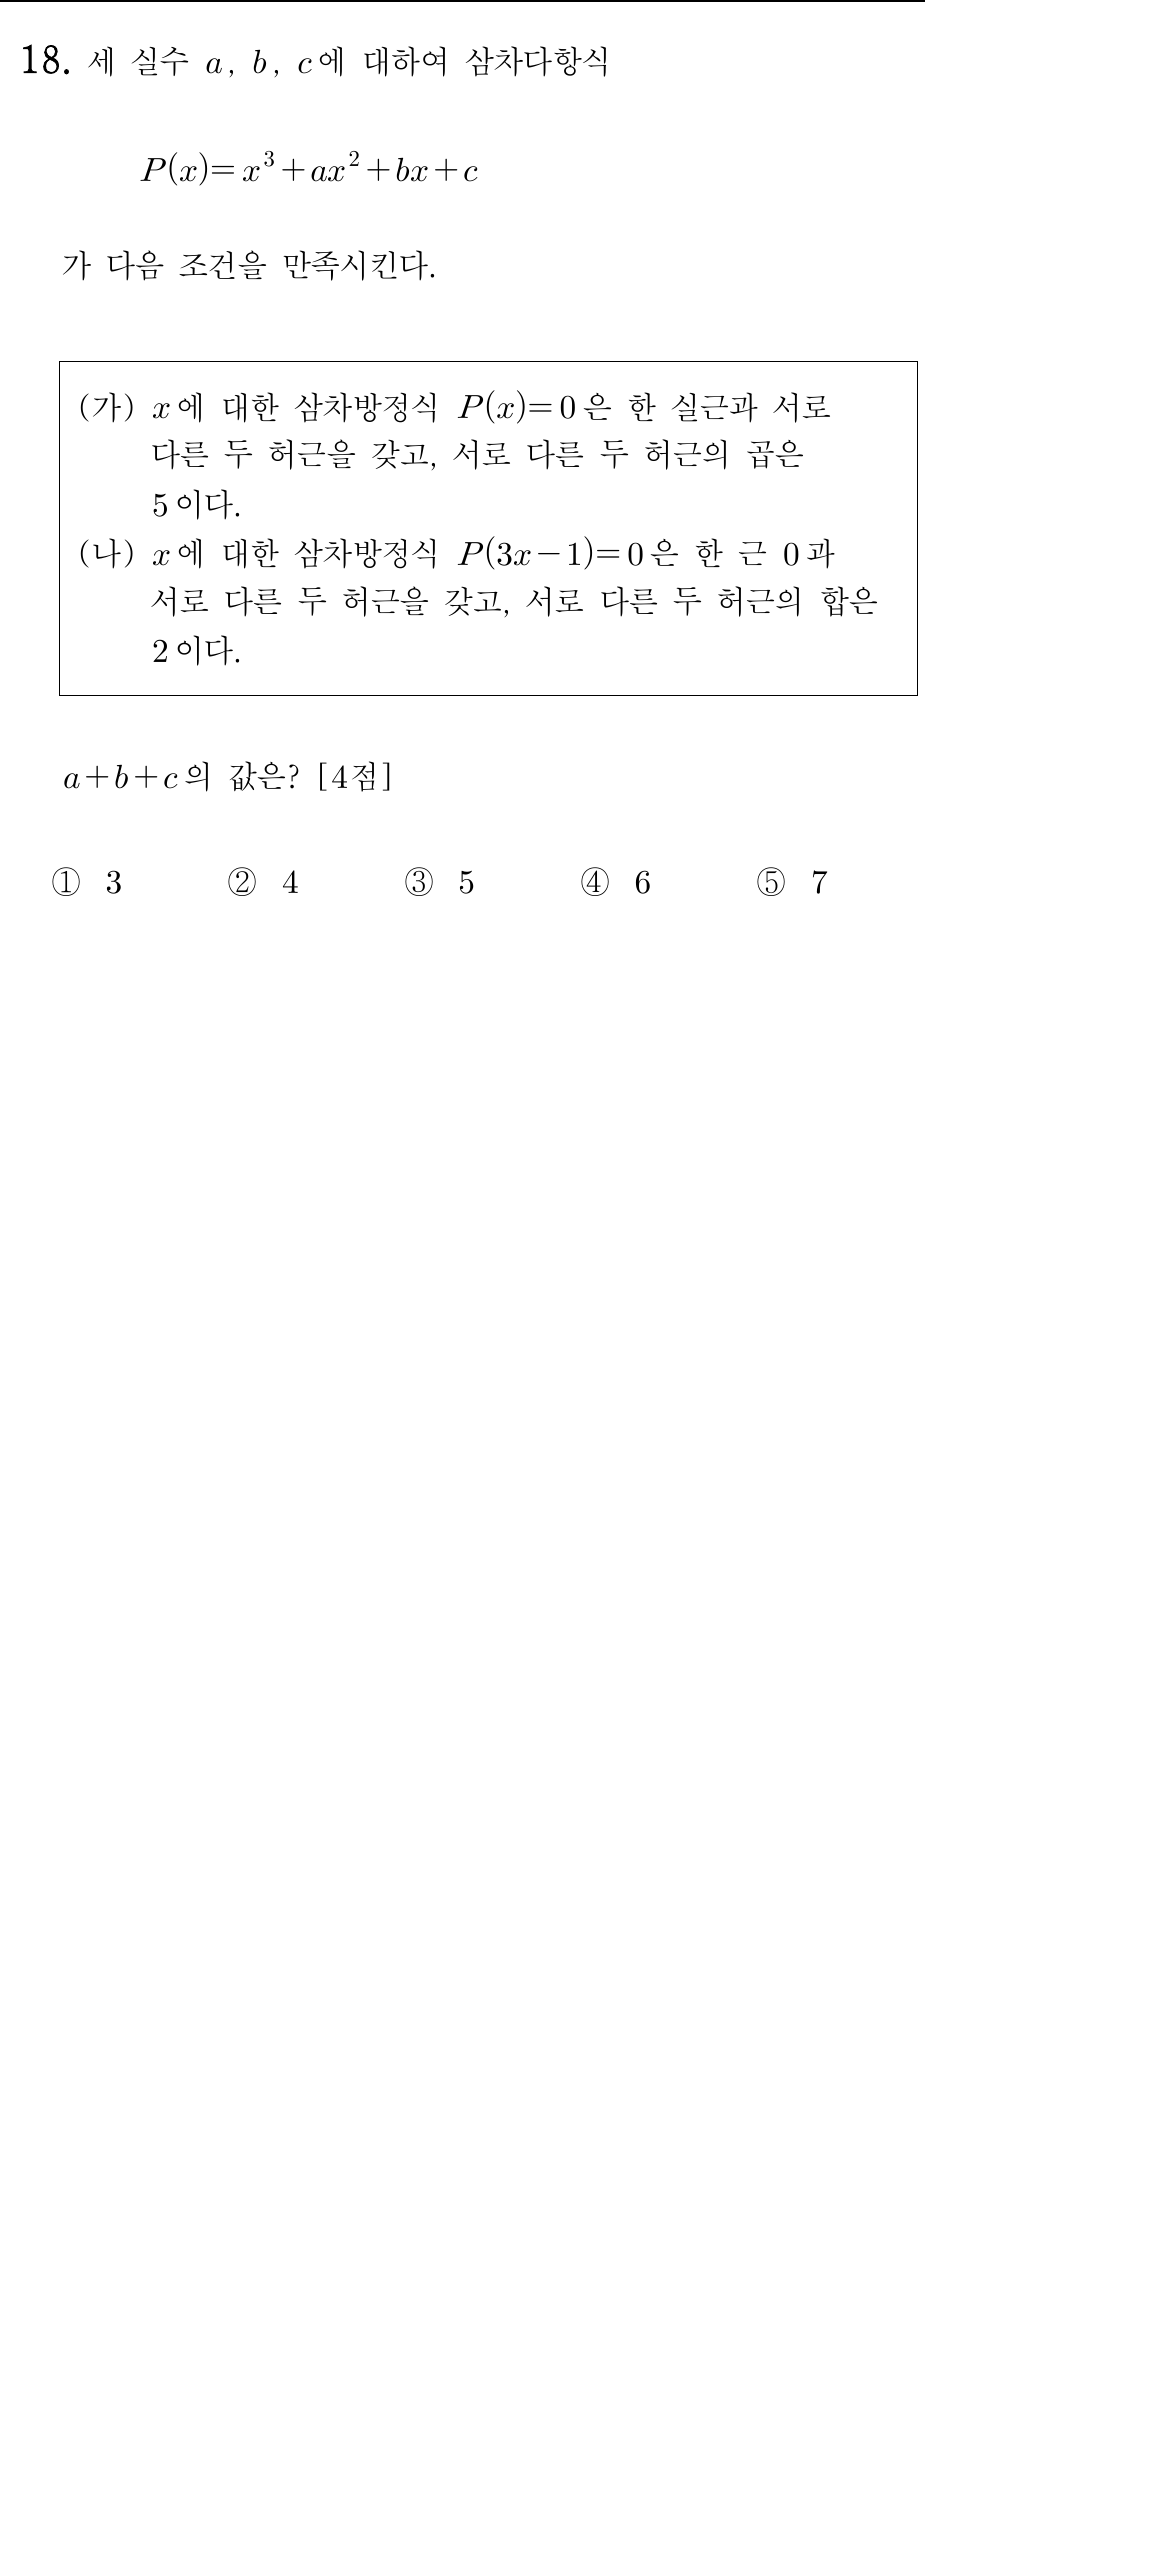 18. 세 실수 a, b, c에 대하여 삼차다항식
P(x)=x³+ax²+bx+c
가 다음 조건을 만족시킨다.
(가) x에 대한 삼차방정식 P(x)=0은 한 실근과 서로
다른 두 허근을 갖고, 서로 다른 두 허근의 곱은
5이다.
(나) x에 대한 삼차방정식 P(3x-1)=0은 한 근 0과
서로 다른 두 허근을 갖고, 서로 다른 두 허근의 합은
2이다.
a+b+c의 값은? [4점]
① 3 ② 4 ③ 5 ④ 6 ⑤ 7